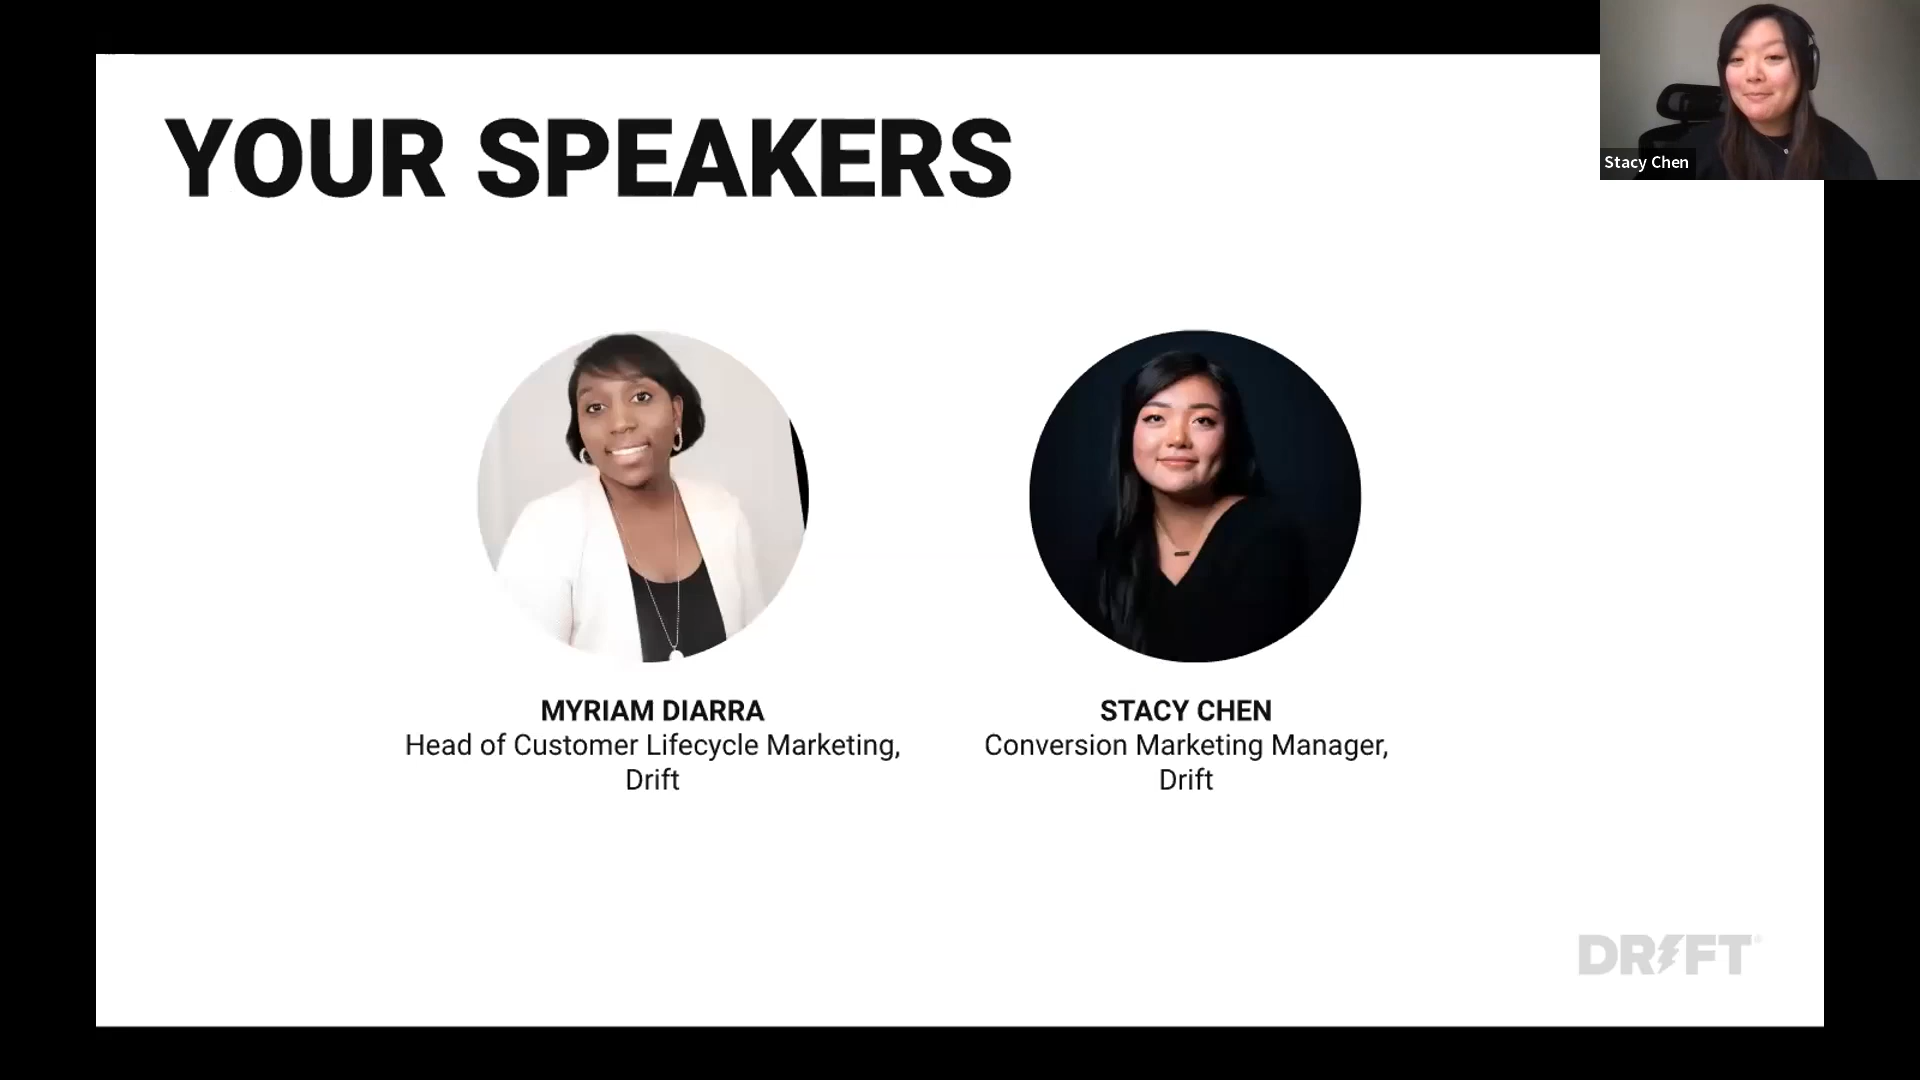 YOUR SPEAKERS
Stacy Chen
MYRIAM DIARRA
Head of Customer Lifecycle Marketing,
Drift
STACY CHEN
Conversion Marketing Manager,
Drift
DRIFT®